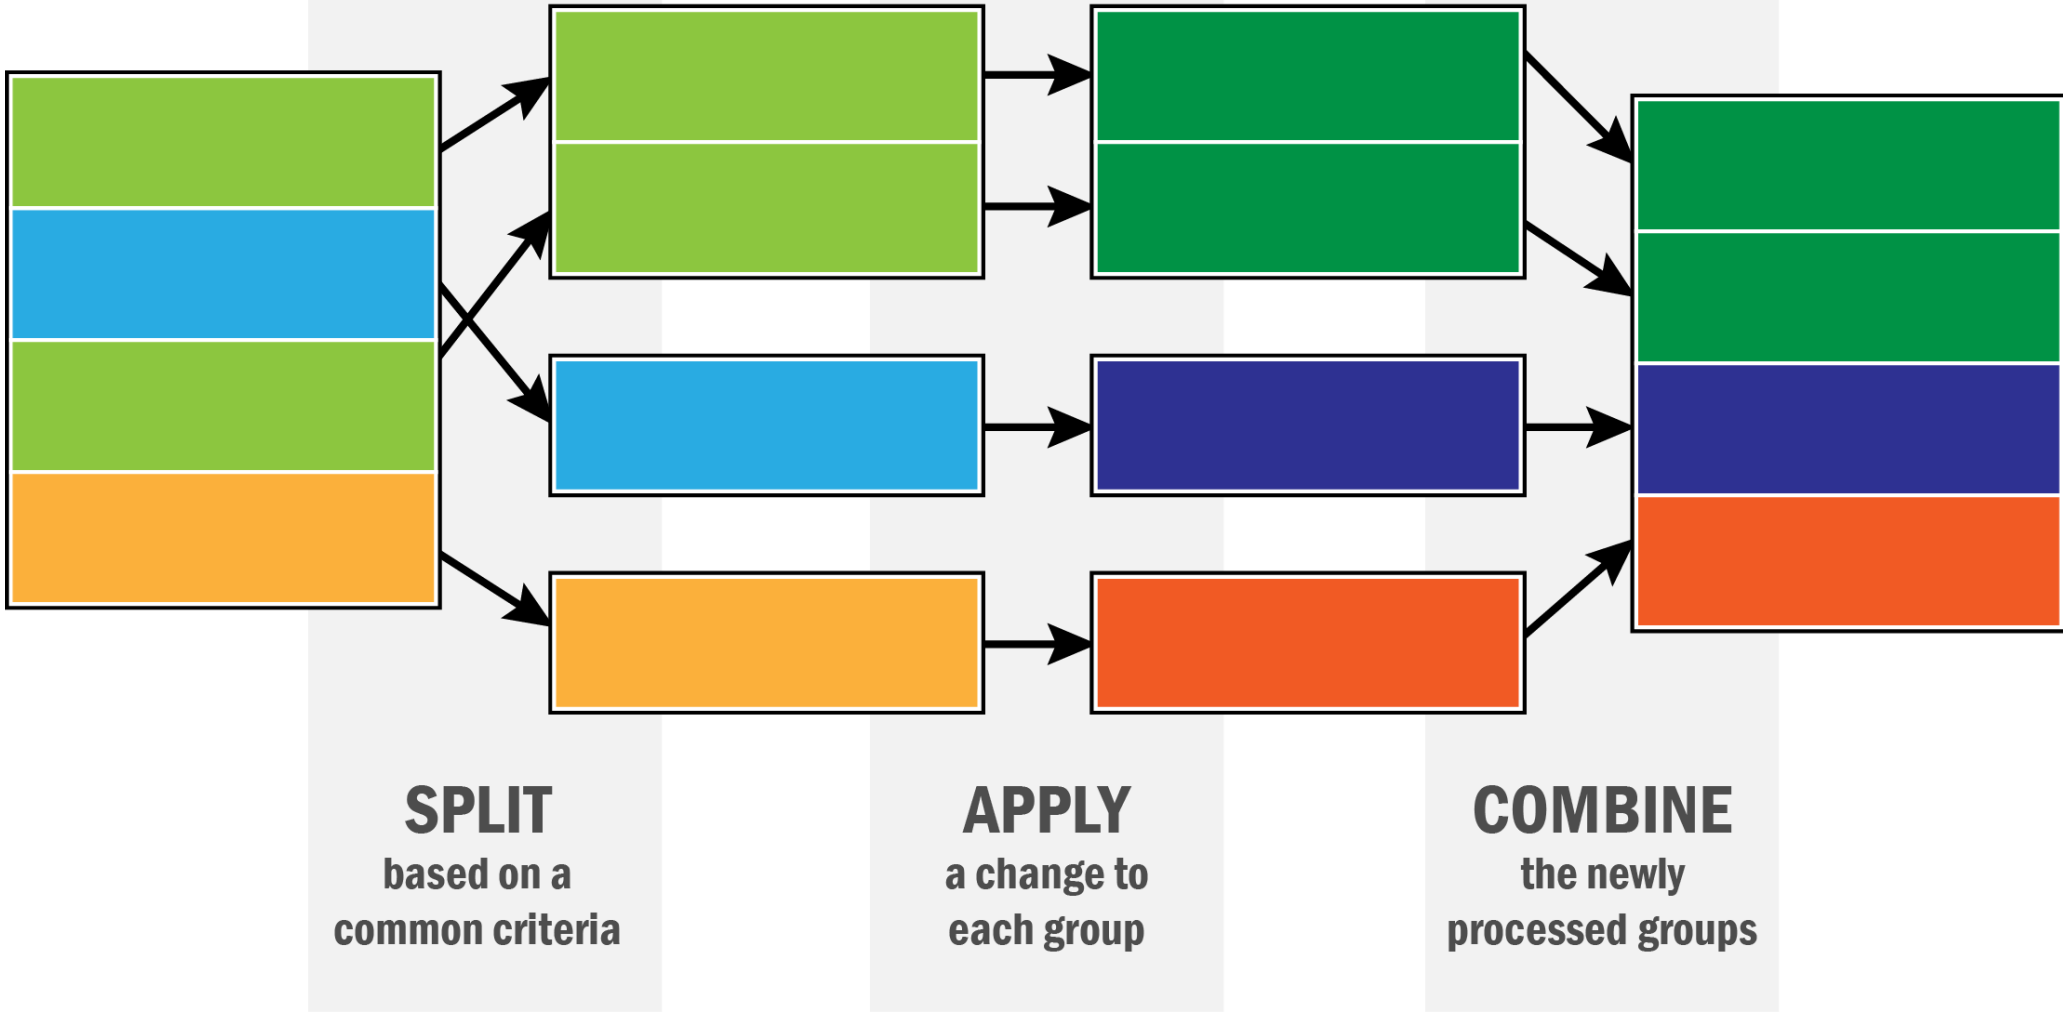 SPLIT
based on a
common criteria
APPLY
a change to
each group
COMBINE
the newly
processed groups